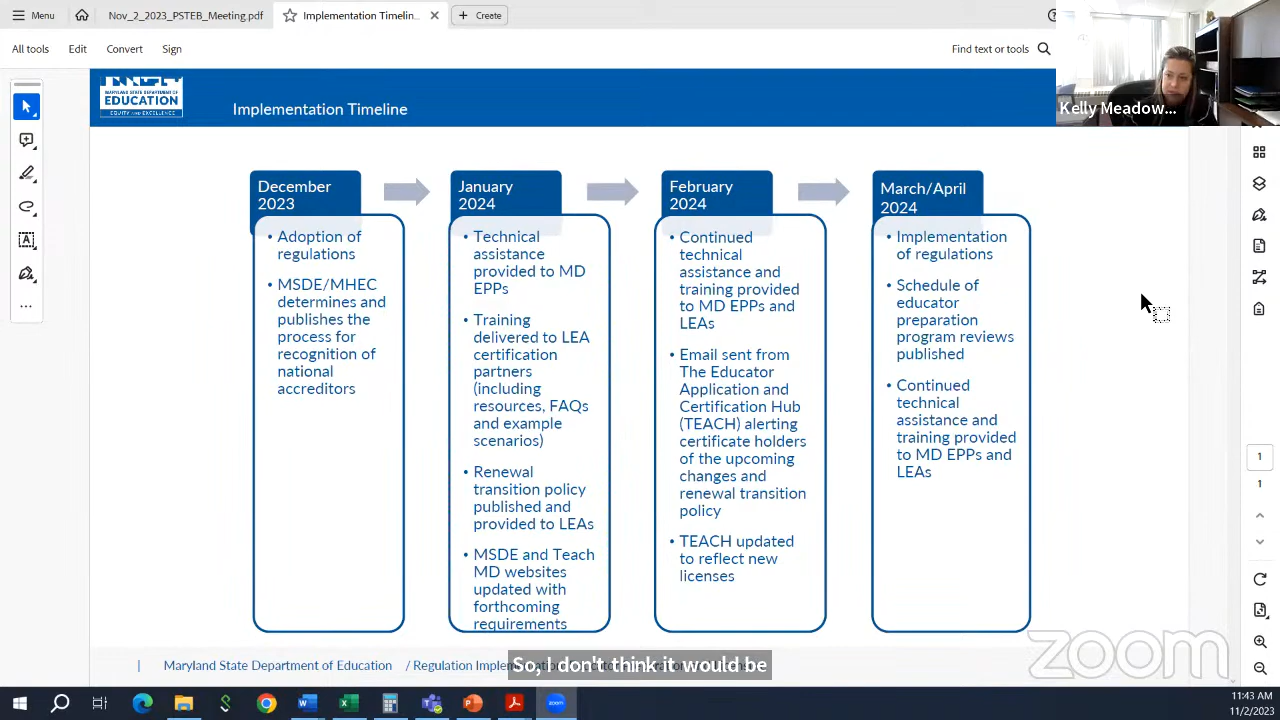 Menu
Nov_2_2023_PSTEB_Meeting.pdf
Implementation Timelin...
Create
All tools
Edit
Convert
Sign
Find text or tools
Kelly Meadow...
MARYLAND STATE DEPARTMENT OF
EDUCATION
EQUITY AND EXCELLENCE
Implementation Timeline
December
2023
• Adoption of
regulations
• MSDE/MHEC
determines and
publishes the
process for
recognition of
national
accreditors
January
2024
• Technical
assistance
provided to MD
EPPs
• Training
delivered to LEA
certification
partners
(including
resources, FAQs
and example
scenarios)
• Renewal
transition policy
published and
provided to LEAs
• MSDE and Teach
MD websites
updated with
forthcoming
requirements
February
2024
• Continued
technical
assistance and
training provided
to MD EPPs and
LEAs
• Email sent from
The Educator
Application and
Certification Hub
(TEACH) alerting
certificate holders
of the upcoming
changes and
renewal transition
policy
• TEACH updated
to reflect new
licenses
March/April
2024
• Implementation
of regulations
• Schedule of
educator
preparation
program reviews
published
• Continued
technical
assistance and
training provided
to MD EPPs and
LEAs
1
1
| Maryland State Department of Education / Regulation Implem
So, I don't think it would be
zoom
zoom
11:43 AM
11/2/2023